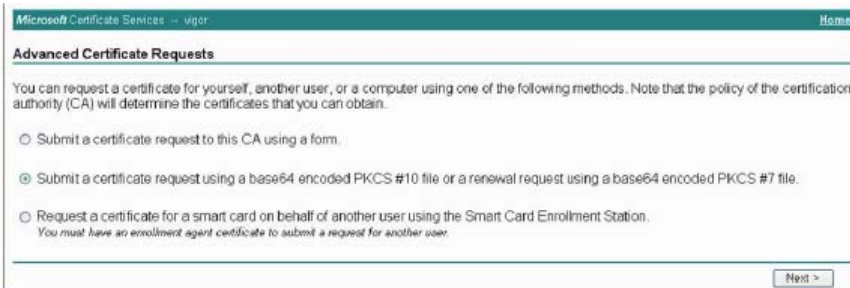 Microsoft Certificate Services -- vigor Home
Advanced Certificate Requests
You can request a certificate for yourself, another user, or a computer using one of the following methods. Note that the policy of the certification
authority (CA) will determine the certificates that you can obtain.
Submit a certificate request to this CA using a form.
Submit a certificate request using a base64 encoded PKCS #10 file or a renewal request using a base64 encoded PKCS #7 file.
Request a certificate for a smart card on behalf of another user using the Smart Card Enrollment Station.
You must have an enrollment agent certificate to submit a request for another user.
Next >